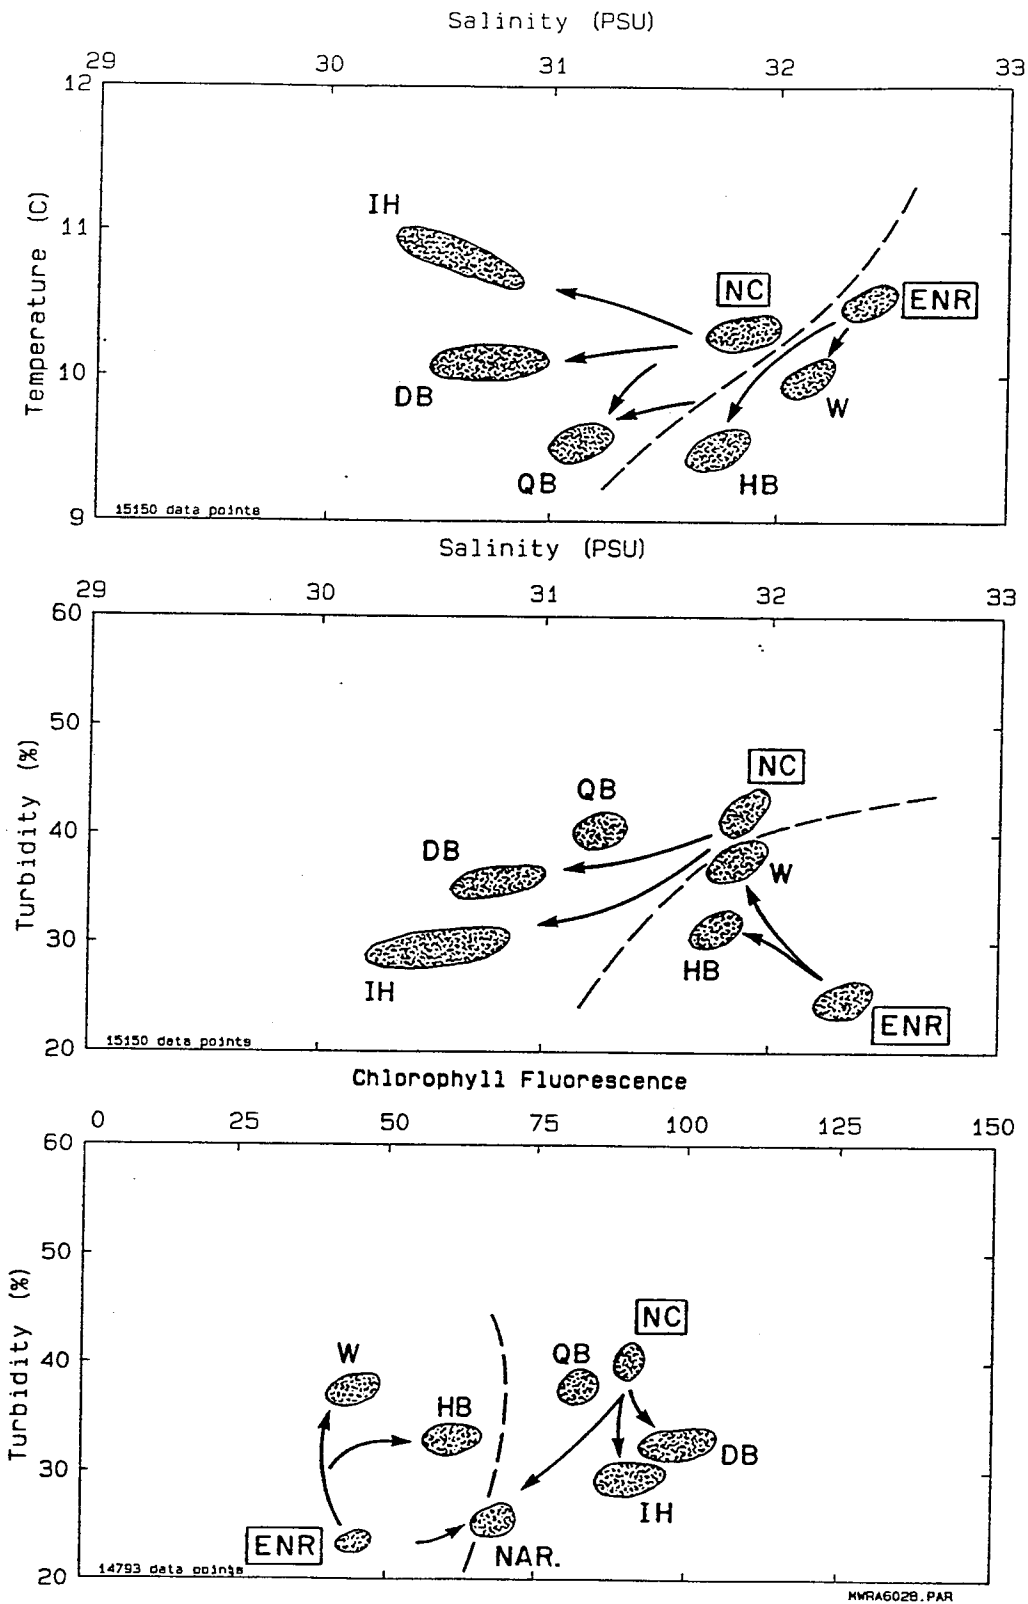 Salinity (PSU)
29 30 31 32 33
12
11
10
9
Temperature (C)
IH
NC
ENR
DB
W
QB
HB
15150 data points
Salinity (PSU)
29 30 31 32 33
60
50
40
30
20
Turbidity (%)
NC
QB
DB
W
HB
IH
ENR
15150 data points
Chlorophyll Fluorescence
0 25 50 75 100 125 150
60
50
40
30
20
Turbidity (%)
NC
W
QB
HB
DB
IH
ENR
NAR.
14793 data points
MWRA602B.PAR